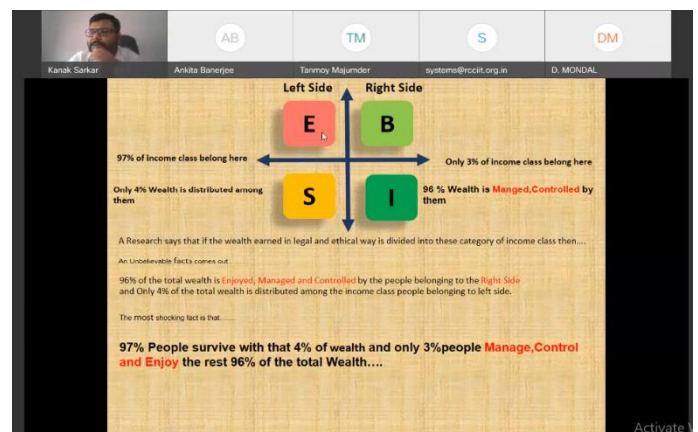 AB
TM
S
DM
Kanak Sarkar
Ankita Banerjee
Tanmoy Majumder
systems@rcciit.org.in
D. MONDAL
Left Side
Right Side
E
B
97% of income class belong here
Only 3% of income class belong here
Only 4% Wealth is distributed among
them
S
I
96 % Wealth is Manged,Controlled by
them
A Research says that if the wealth earned in legal and ethical way is divided into these category of income class then....
An Unbelievable facts comes out.......
96% of the total wealth is Enjoyed, Managed and Controlled by the people belonging to the Right Side
and Only 4% of the total wealth is distributed among the income class people belonging to left side.
The most shocking fact is that........
97% People survive with that 4% of wealth and only 3%people Manage,Control
and Enjoy the rest 96% of the total Wealth....
Activate